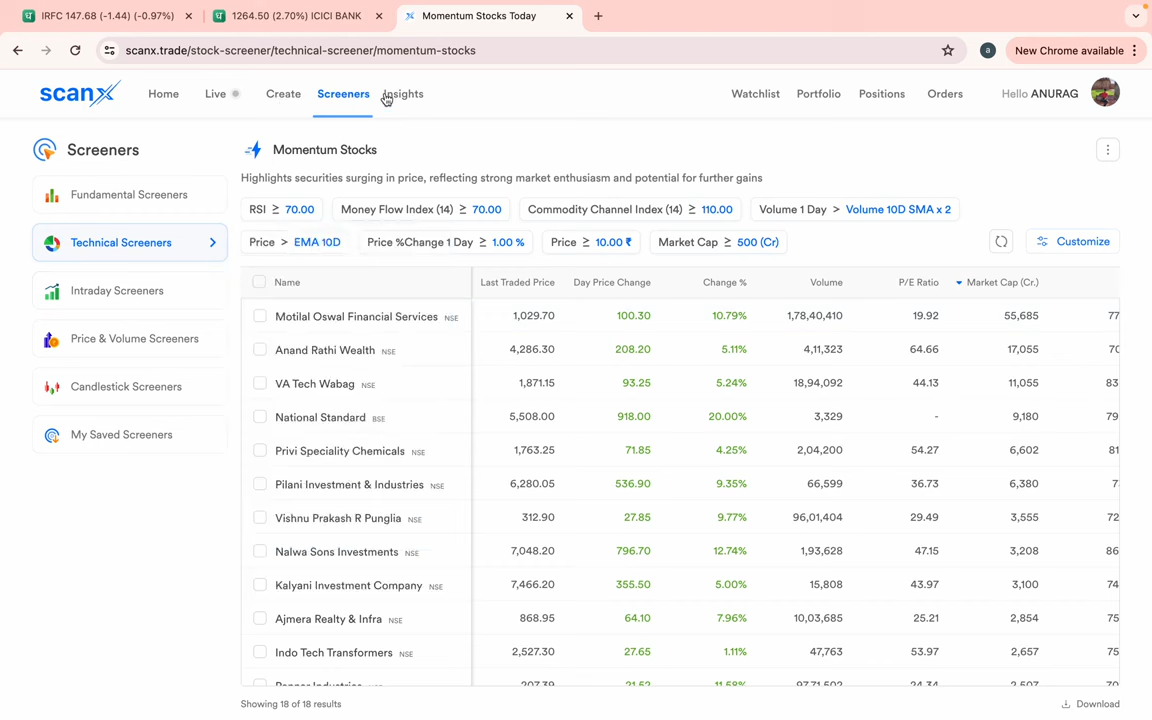 IRFC 147.68 (-1.44) (-0.97%)
1264.50 (2.70%) ICICI BANK
Momentum Stocks Today
scanx.trade/stock-screener/technical-screener/momentum-stocks
a
New Chrome available
scanX
Home
Live
Create
Screeners
Insights
Watchlist
Portfolio
Positions
Orders
Hello ANURAG
Screeners
Fundamental Screeners
Technical Screeners
Intraday Screeners
Price & Volume Screeners
Candlestick Screeners
My Saved Screeners
Momentum Stocks
Highlights securities surging in price, reflecting strong market enthusiasm and potential for further gains
RSI ≥ 70.00 Money Flow Index (14) ≥ 70.00 Commodity Channel Index (14) ≥ 110.00 Volume 1 Day > Volume 10D SMA x 2
Price > EMA 10D Price %Change 1 Day ≥ 1.00 % Price ≥ 10.00 ₹ Market Cap ≥ 500 (Cr) Customize
Name Last Traded Price Day Price Change Change % Volume P/E Ratio Market Cap (Cr.)
Motilal Oswal Financial Services NSE 1,029.70 100.30 10.79% 1,78,40,410 19.92 55,685 77
Anand Rathi Wealth NSE 4,286.30 208.20 5.11% 4,11,323 64.66 17,055 70
VA Tech Wabag NSE 1,871.15 93.25 5.24% 18,94,092 44.13 11,055 83
National Standard BSE 5,508.00 918.00 20.00% 3,329 - 9,180 79
Privi Speciality Chemicals NSE 1,763.25 71.85 4.25% 2,04,200 54.27 6,602 81
Pilani Investment & Industries NSE 6,280.05 536.90 9.35% 66,599 36.73 6,380 7
Vishnu Prakash R Punglia NSE 312.90 27.85 9.77% 96,01,404 29.49 3,555 72
Nalwa Sons Investments NSE 7,048.20 796.70 12.74% 1,93,628 47.15 3,208 86
Kalyani Investment Company NSE 7,466.20 355.50 5.00% 15,808 43.97 3,100 74
Ajmera Realty & Infra NSE 868.95 64.10 7.96% 10,03,685 25.21 2,854 75
Indo Tech Transformers NSE 2,527.30 27.65 1.11% 47,763 53.97 2,657 75
Showing 18 of 18 results
Download